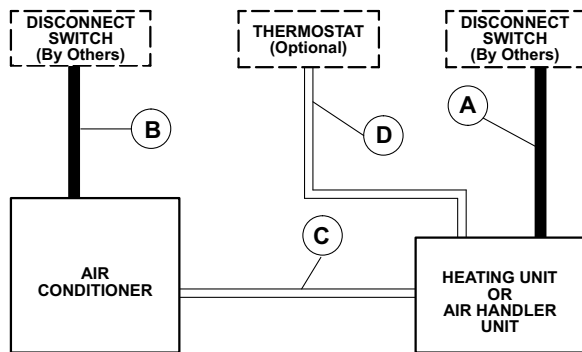 DISCONNECT
SWITCH
(By Others)
THERMOSTAT
(Optional)
DISCONNECT
SWITCH
(By Others)
B
D
A
C
AIR
CONDITIONER
HEATING UNIT
OR
AIR HANDLER
UNIT